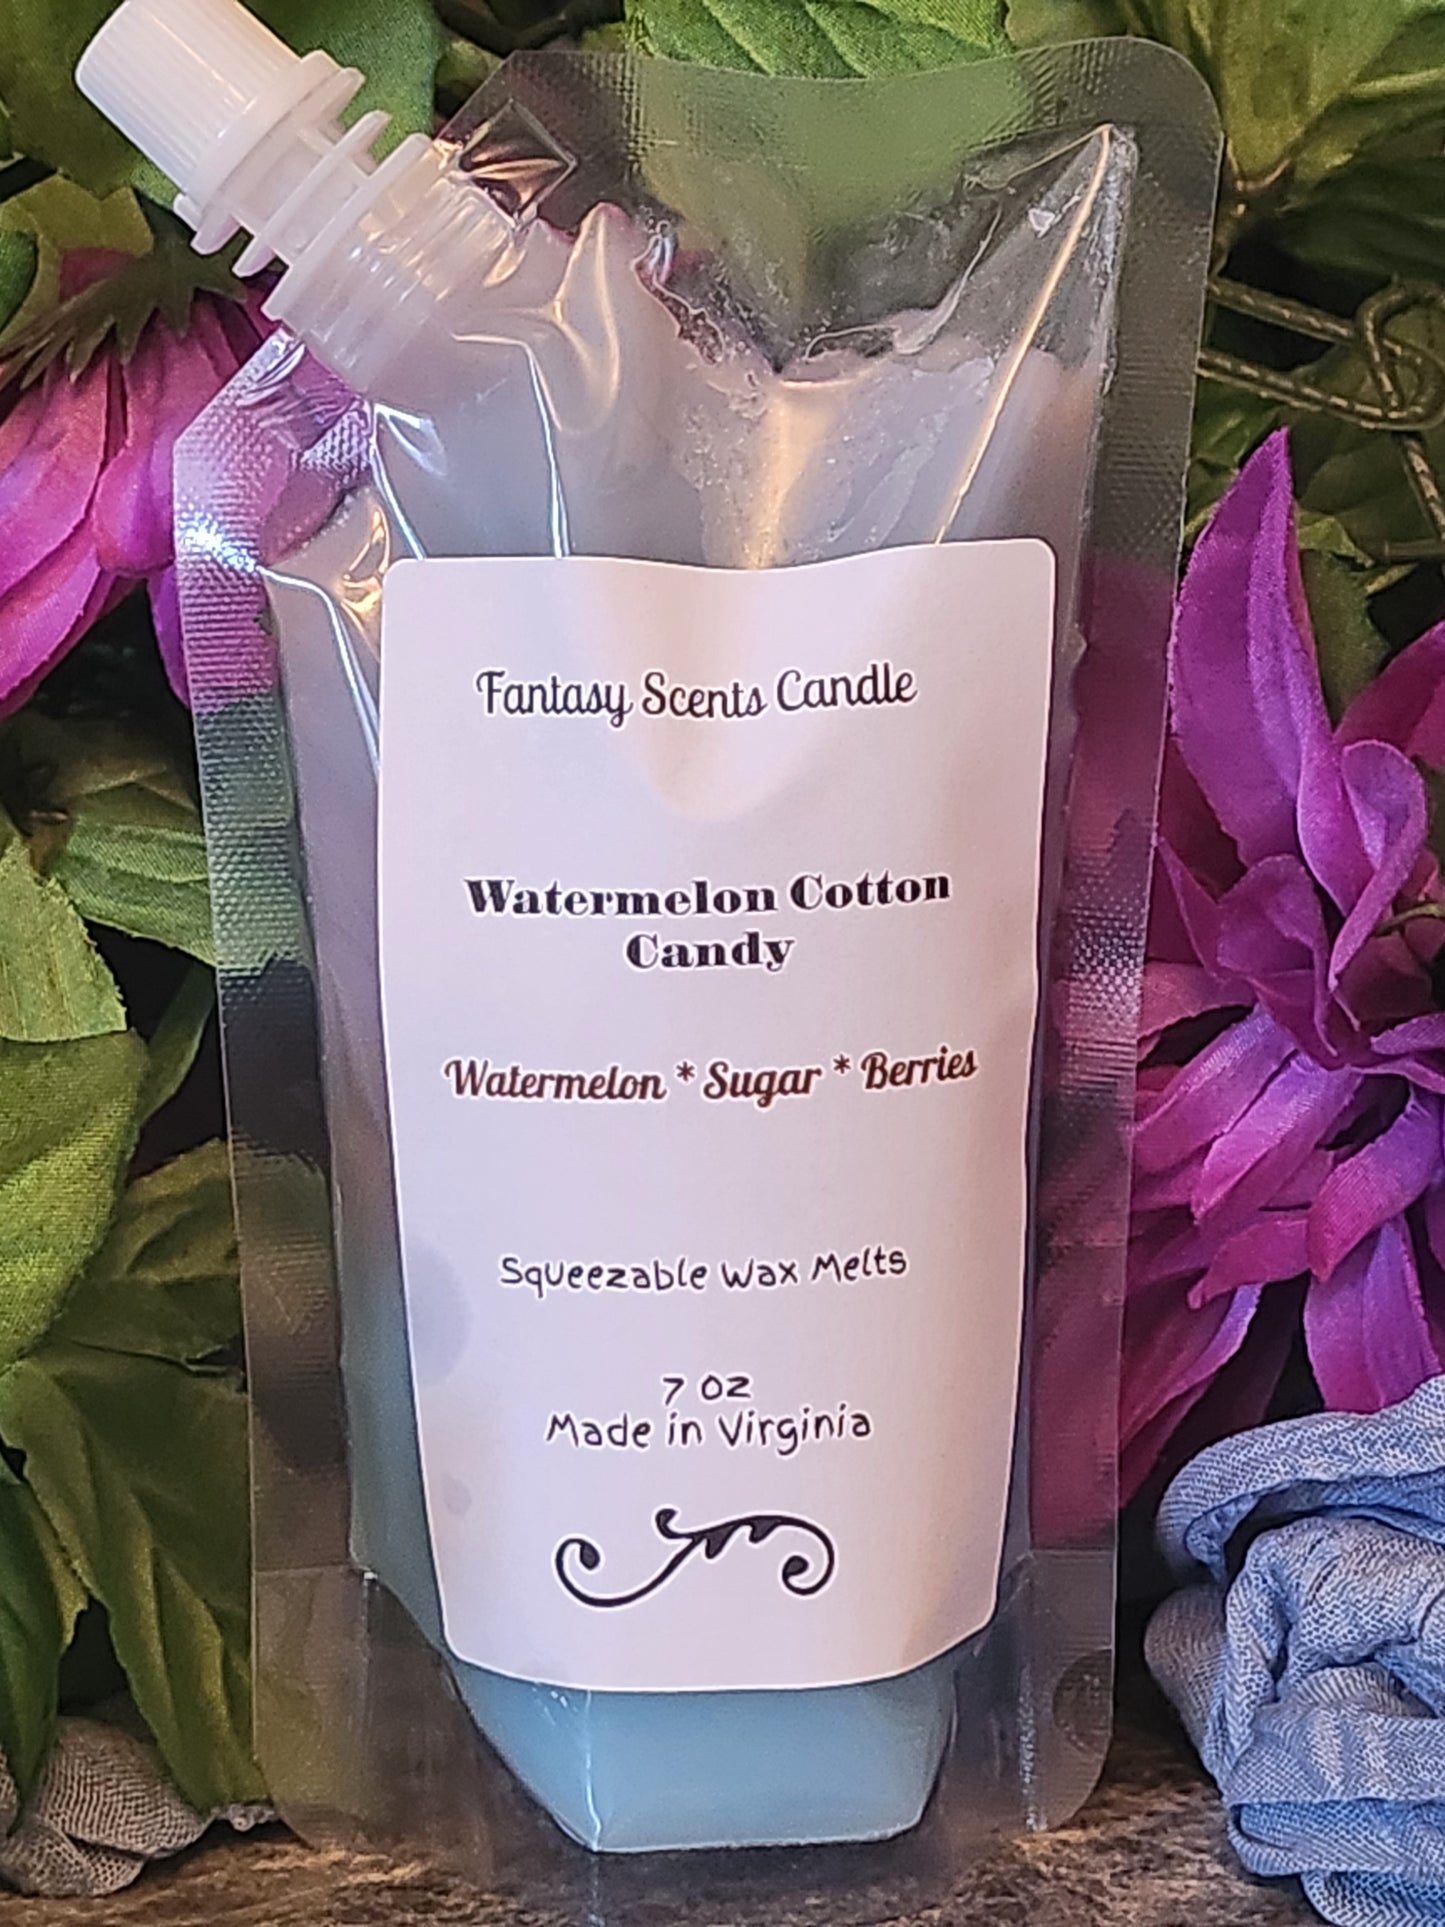 Fantasy Scents Candle
Watermelon Cotton
Candy
Watermelon * Sugar * Berries
Squeezable Wax Melts
7 oz
Made in Virginia